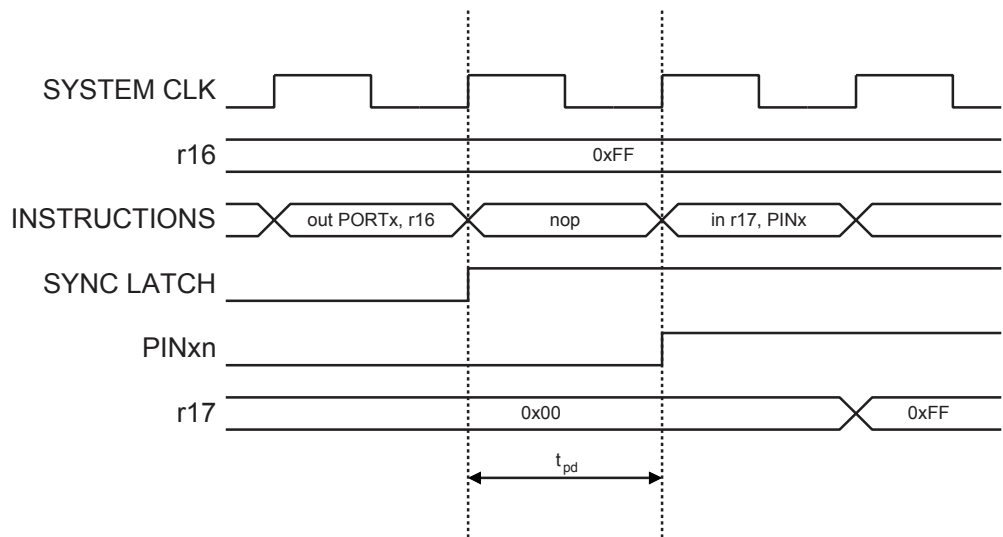 SYSTEM CLK
r16
0xFF
INSTRUCTIONS
out PORTx, r16
nop
in r17, PINx
SYNC LATCH
PINxn
r17
0x00
0xFF
tpd